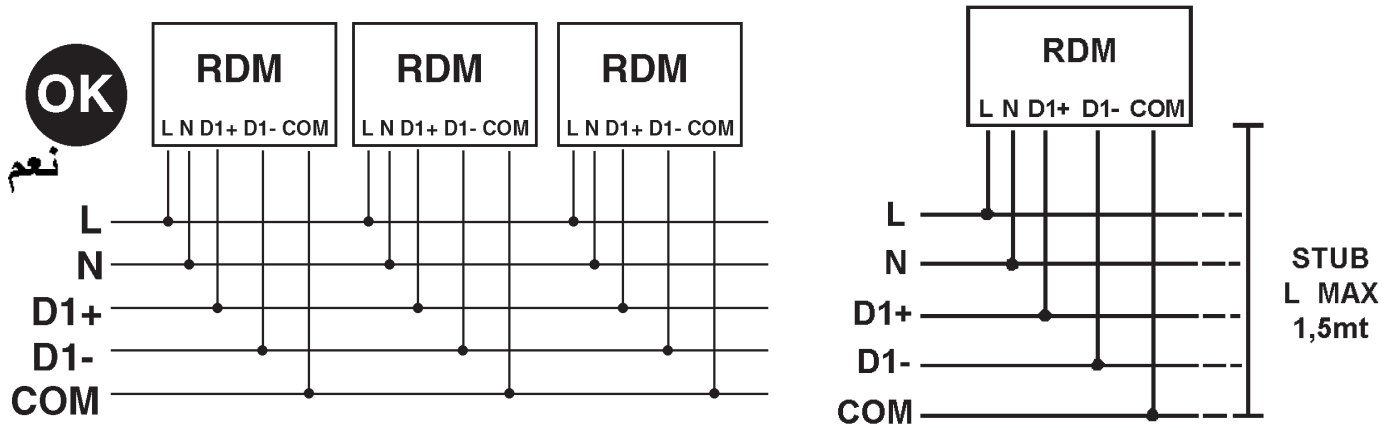 OK
نعم
RDM
L N D1+ D1- COM
RDM
L N D1+ D1- COM
RDM
L N D1+ D1- COM
L
N
D1+
D1-
COM
RDM
L N D1+ D1- COM
L
N
D1+
D1-
COM
STUB
L MAX
1,5mt